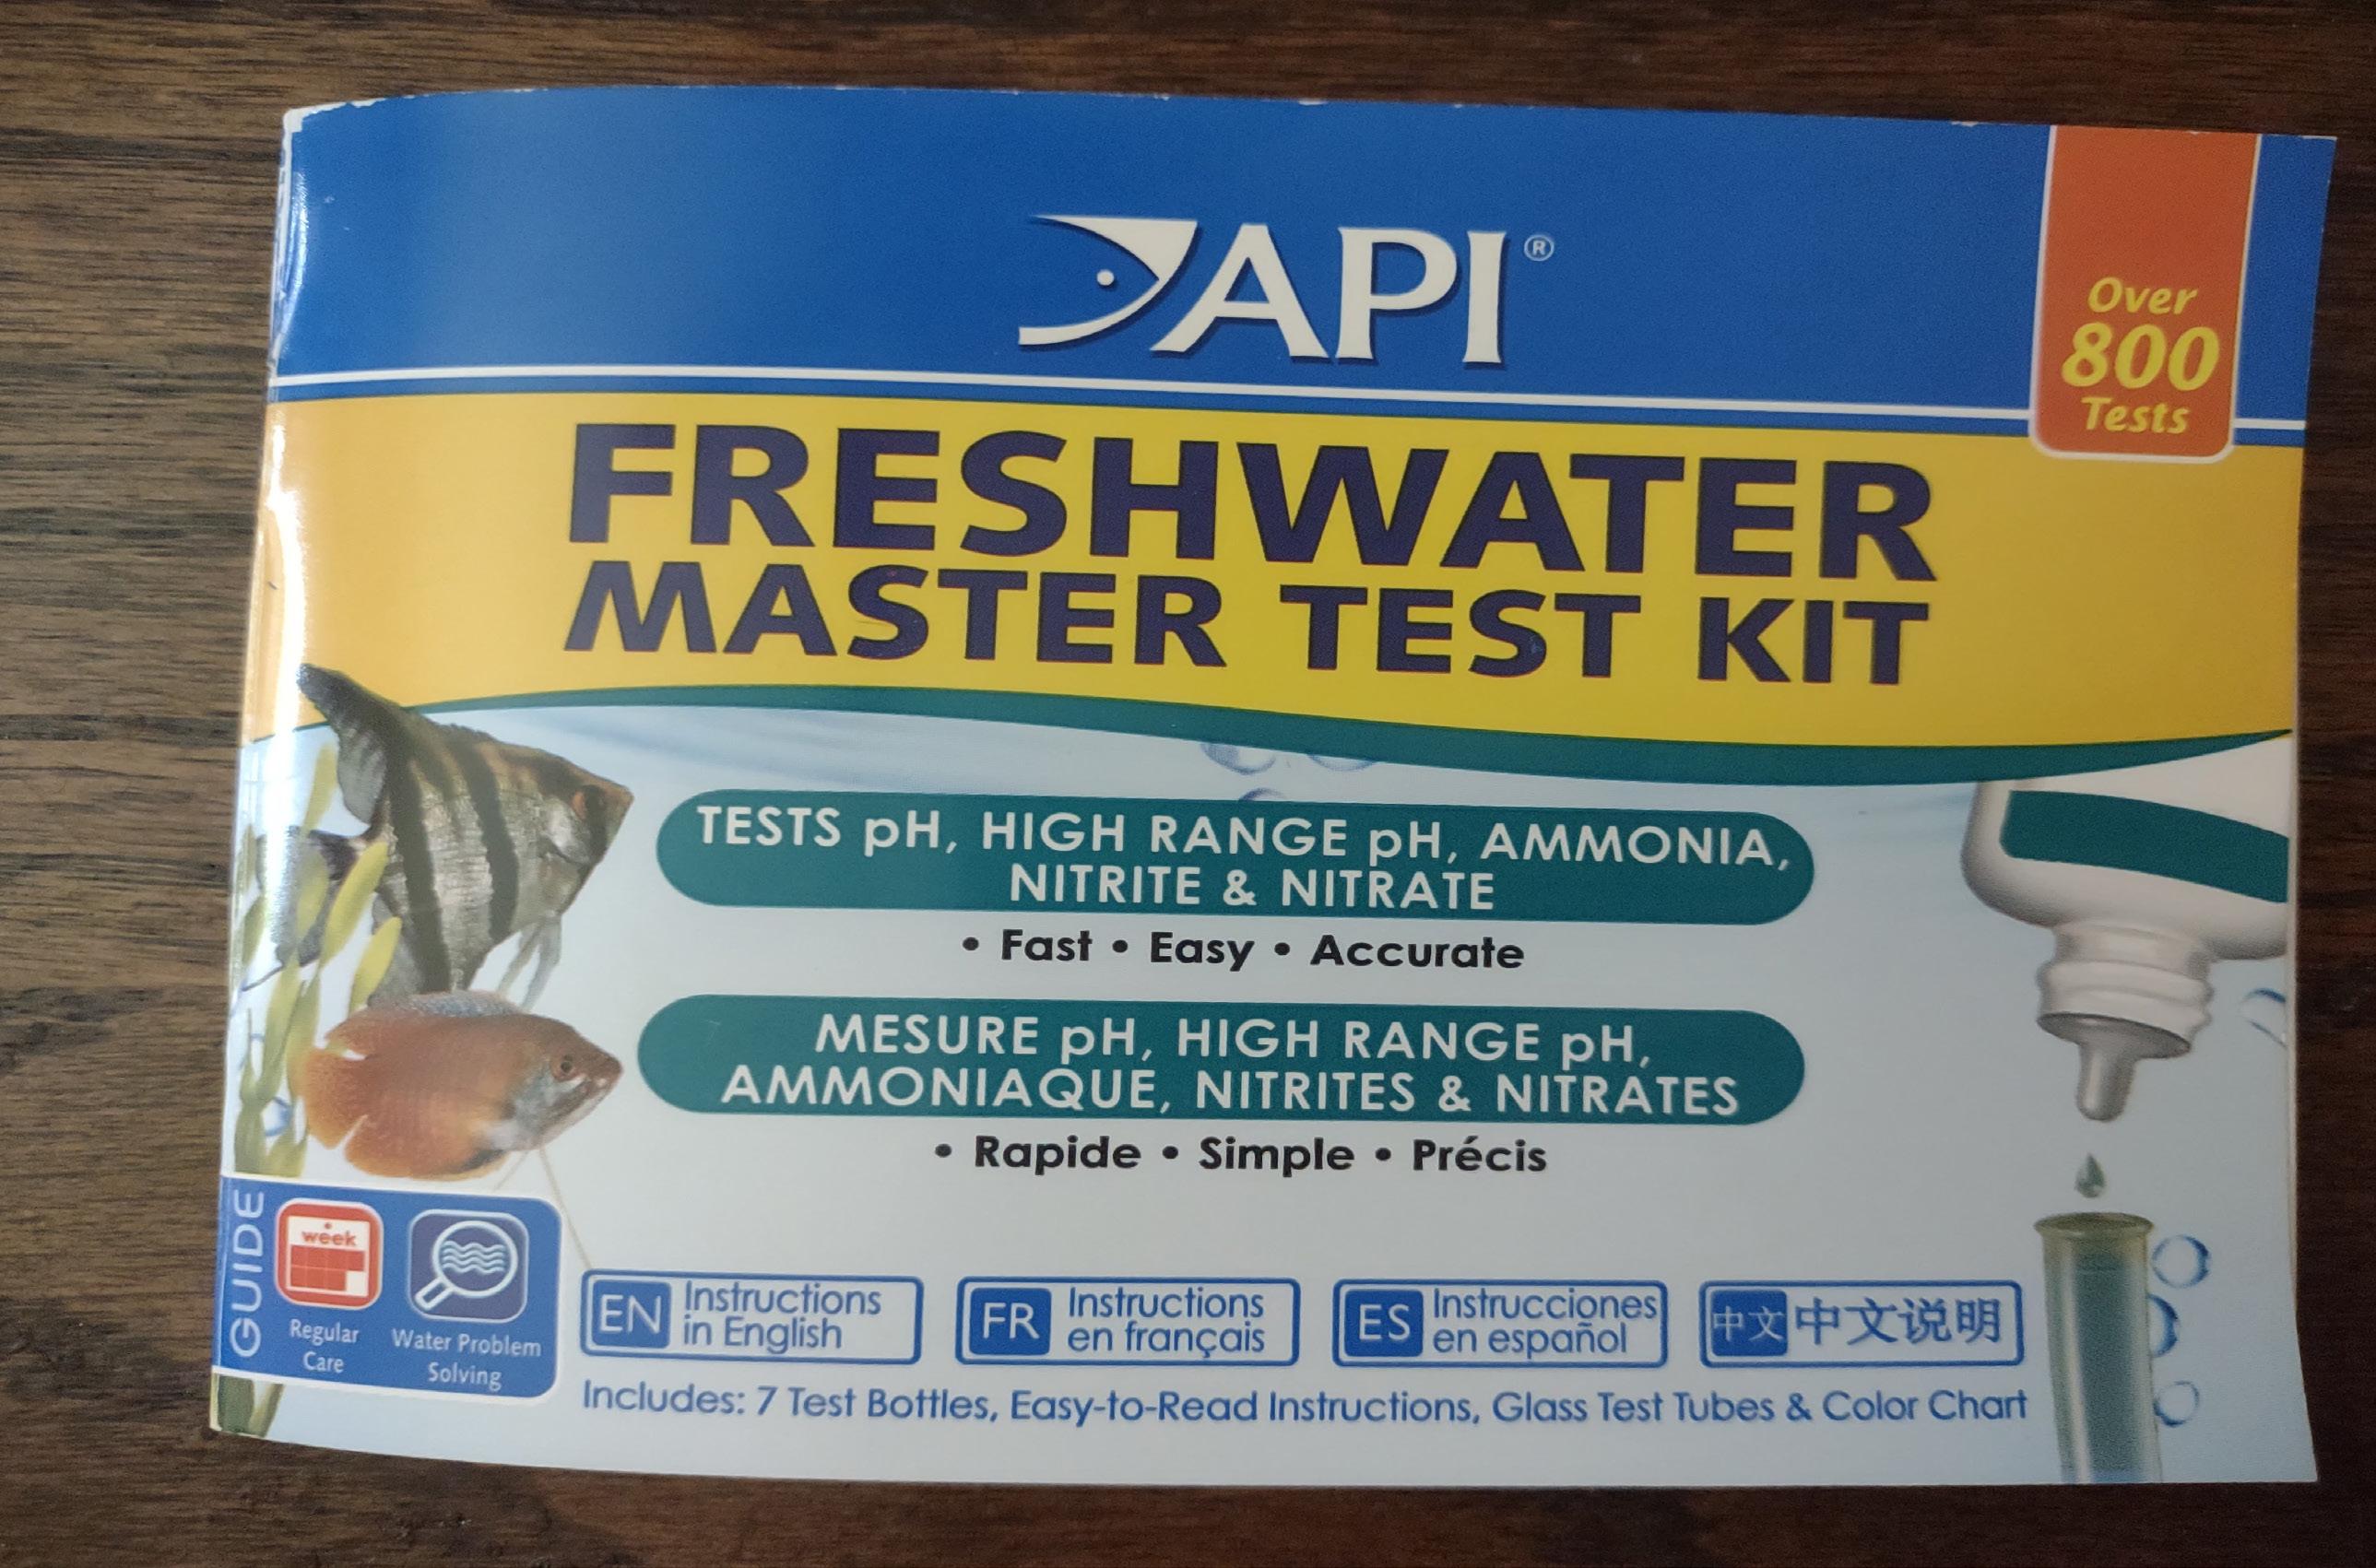 API®
Over
800
Tests
FRESHWATER
MASTER TEST KIT
TESTS pH, HIGH RANGE pH, AMMONIA,
NITRITE & NITRATE
• Fast • Easy • Accurate
MESURE pH, HIGH RANGE pH,
AMMONIAQUE, NITRITES & NITRATES
• Rapide • Simple • Précis
GUIDE
week
Regular
Care
Water Problem
Solving
EN Instructions
in English
FR Instructions
en français
ES Instrucciones
en español
中文 中文说明
Includes: 7 Test Bottles, Easy-to-Read Instructions, Glass Test Tubes & Color Chart